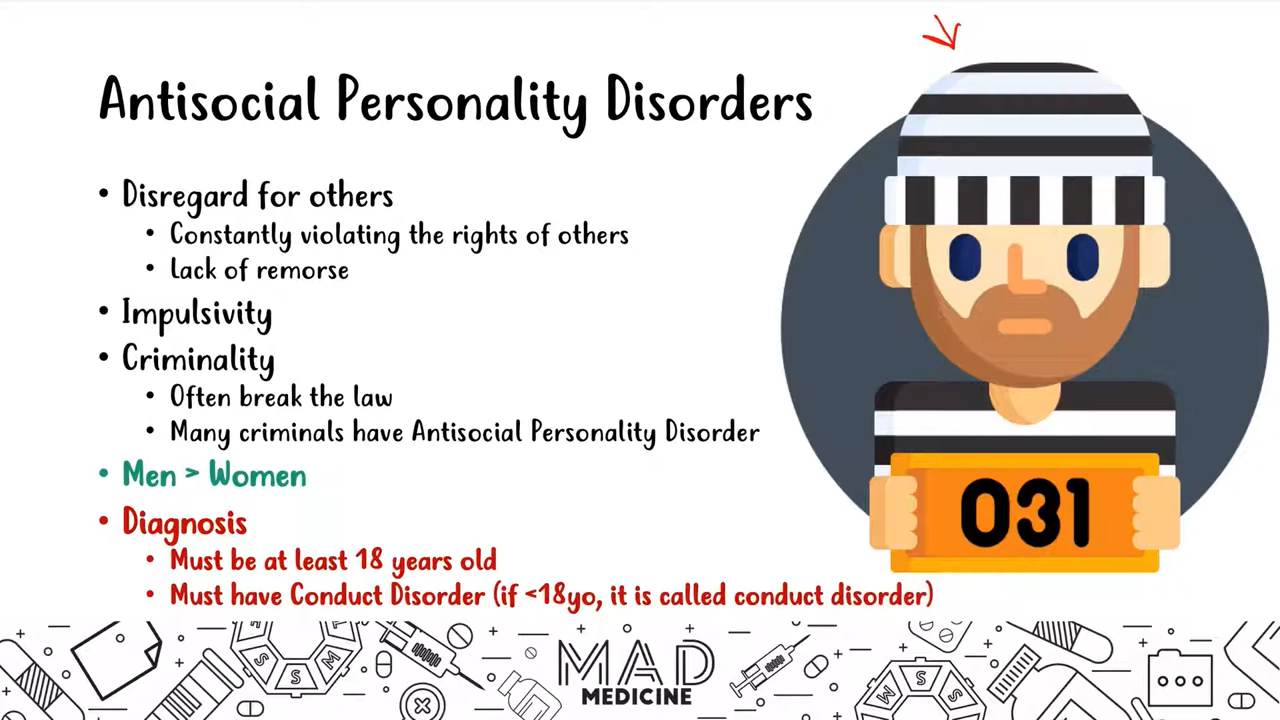 Antisocial Personality Disorders
• Disregard for others
• Constantly violating the rights of others
• Lack of remorse
• Impulsivity
• Criminality
• Often break the law
• Many criminals have Antisocial Personality Disorder
• Men > Women
• Diagnosis
• Must be at least 18 years old
• Must have Conduct Disorder (if <18yo, it is called conduct disorder)
031
MAD
MEDICINE